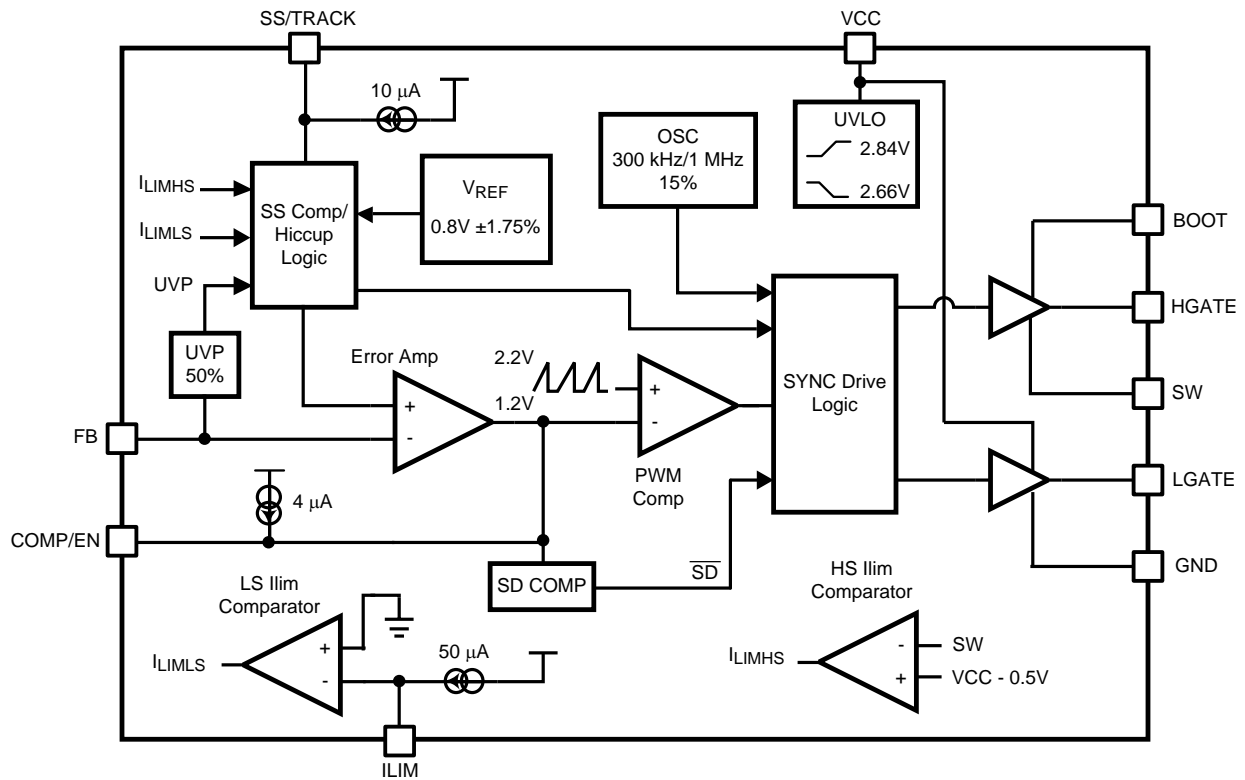 SS/TRACK
VCC
10 μA
UVLO
2.84V
2.66V
OSC
300 kHz/1 MHz
15%
ILIMHS
ILIMLS
UVP
SS Comp/
Hiccup
Logic
VREF
0.8V ±1.75%
BOOT
HGATE
SW
LGATE
GND
UVP
50%
Error Amp
+
-
2.2V
1.2V
+
-
PWM
Comp
SYNC Drive
Logic
FB
4 μA
COMP/EN
SD COMP
SD
LS Ilim
Comparator
ILIMLS
+
-
50 μA
ILIM
HS Ilim
Comparator
ILIMHS
-
+
SW
VCC - 0.5V